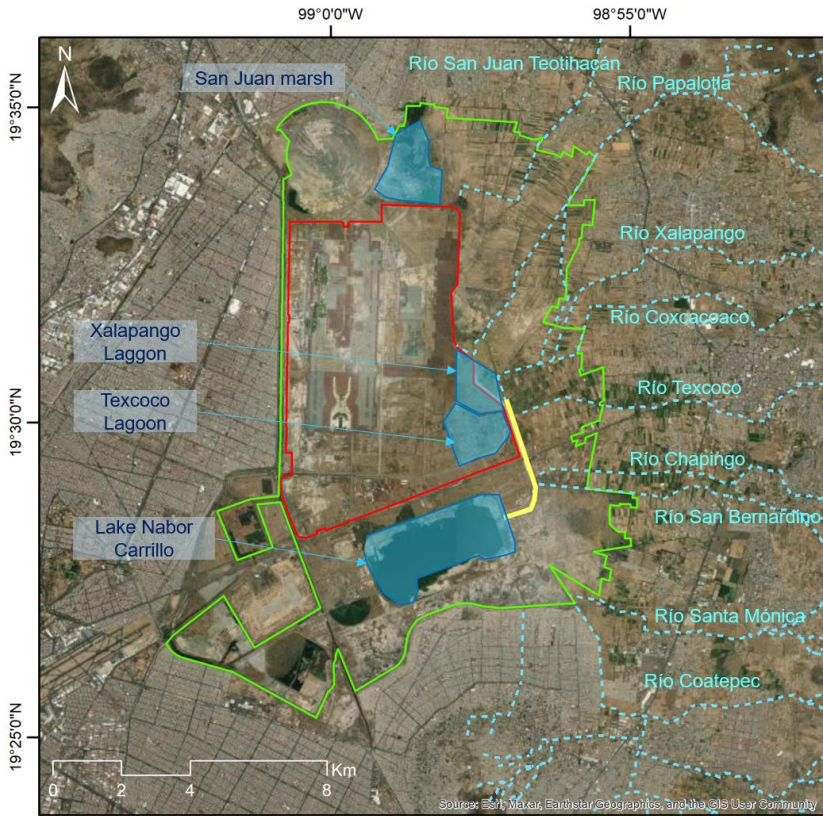 99°0'0"W
98°55'0"W
N
San Juan marsh
Río San Juan Teotihacán
Río Papalotla
19°35'0"N
Río Xalapango
Xalapango
Laggon
Río Coxcacoaco
Texcoco
Lagoon
Río Texcoco
19°30'0"N
Río Chapingo
Lake Nabor
Carrillo
Río San Bernardino
Río Santa Mónica
Río Coatepec
19°25'0"N
Km
0 2 4 8
Source: Esri, Maxar, Earthstar Geographics, and the GIS User Community